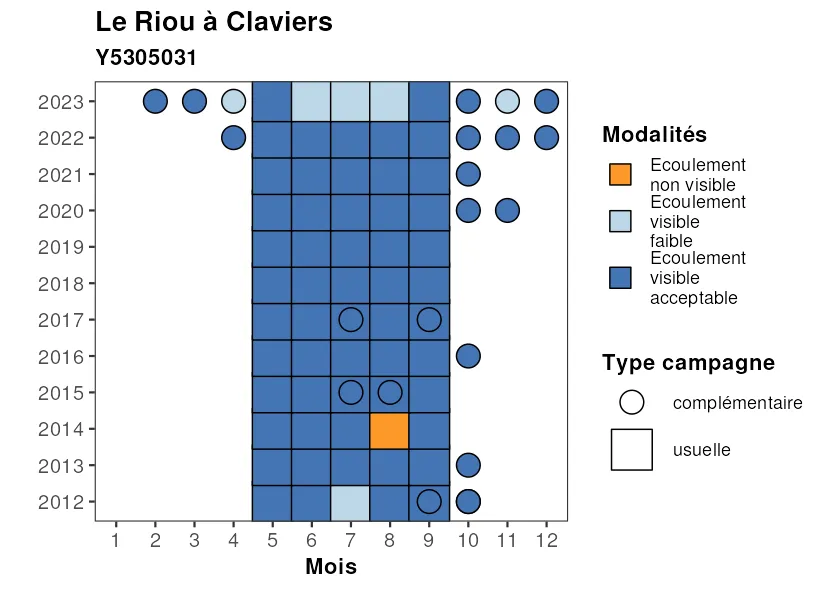 Le Riou à Claviers
Y5305031
2023
2022
2021
2020
2019
2018
2017
2016
2015
2014
2013
2012
1 2 3 4 5 6 7 8 9 10 11 12
Mois
Modalités
Ecoulement
non visible
Ecoulement
visible
faible
Ecoulement
visible
acceptable
Type campagne
complémentaire
usuelle